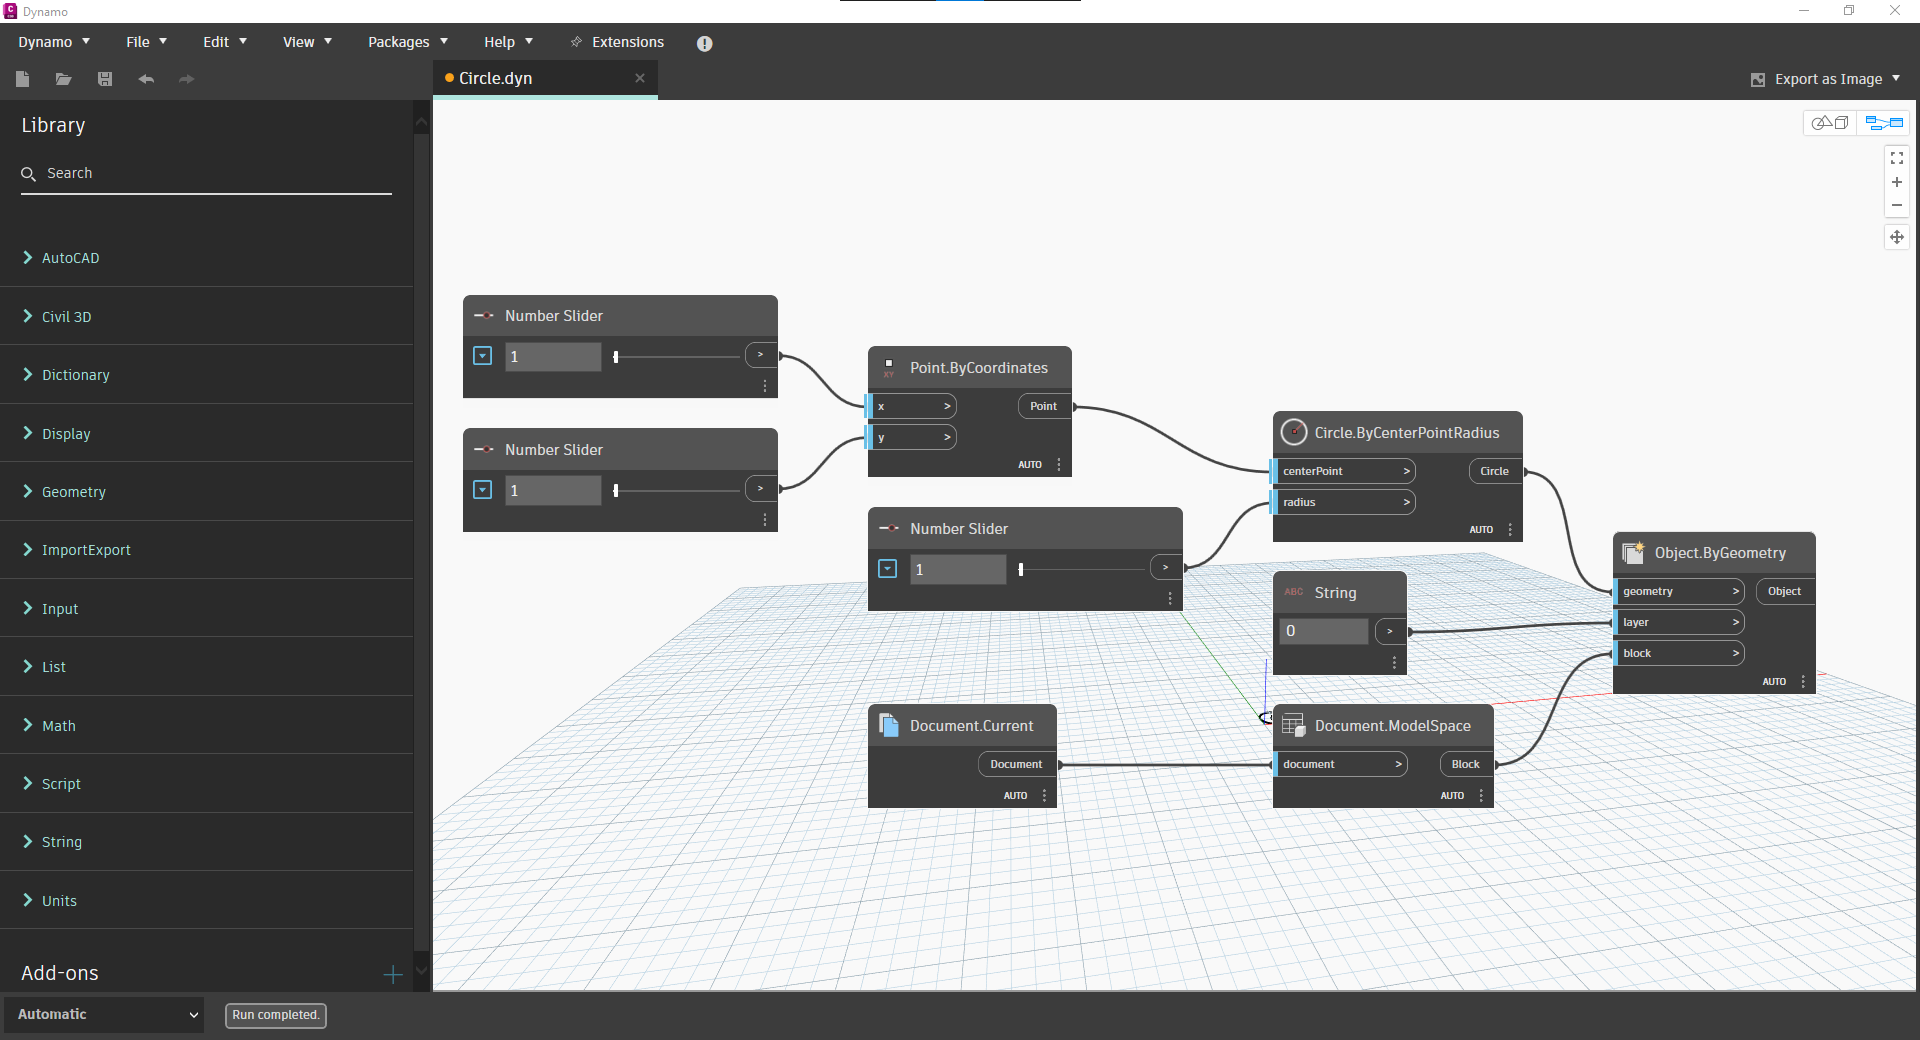 Dynamo
Dynamo File Edit View Packages Help Extensions
Circle.dyn
Export as Image
Library
Search
AutoCAD
Civil 3D
Dictionary
Display
Geometry
ImportExport
Input
List
Math
Script
String
Units
Add-ons
Number Slider
1 >
Number Slider
1 >
Point.ByCoordinates
XY
x > Point
y >
AUTO
Number Slider
1 >
Circle.ByCenterPointRadius
centerPoint > Circle
radius >
AUTO
ABC String
0 >
Object.ByGeometry
geometry > Object
layer >
block >
AUTO
Document.Current
Document
AUTO
Document.ModelSpace
document > Block
AUTO
Automatic
Run completed.